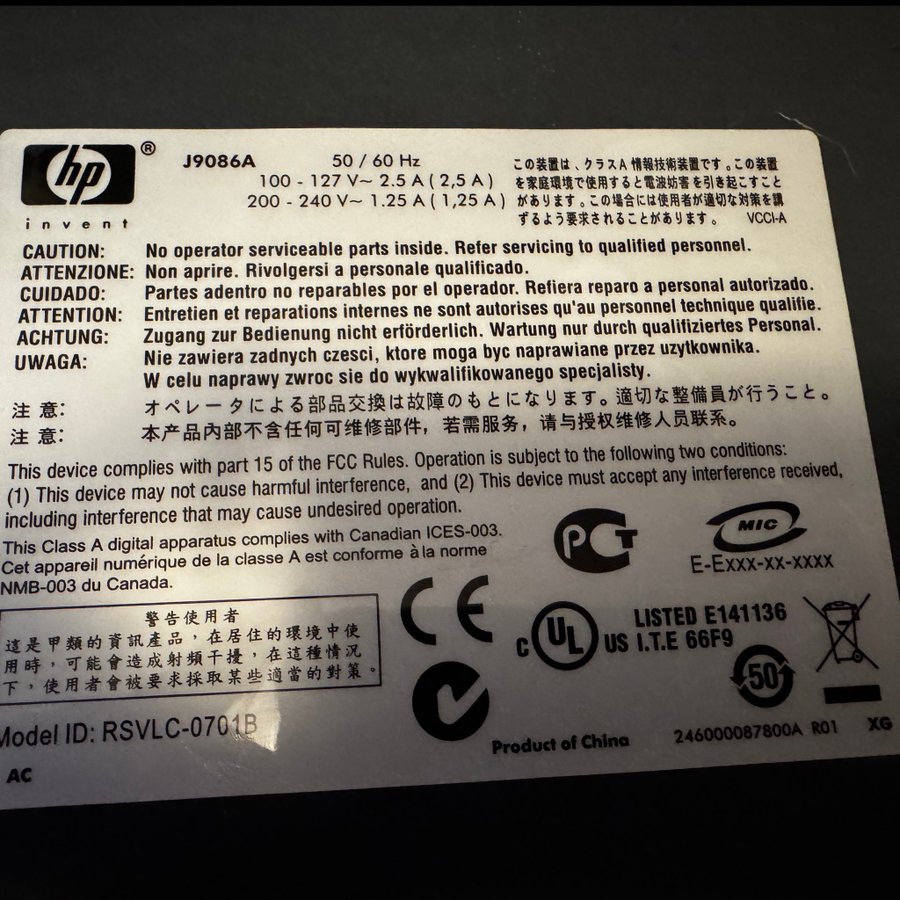 hp ®
invent
J9086A
50 / 60 Hz
100 - 127 V~ 2.5 A ( 2,5 A )
200 - 240 V~ 1.25 A ( 1,25 A )
この装置は、クラスA 情報技術装置です。この装置
を家庭環境で使用すると電波妨害を引き起こすこと
があります。この場合には使用者が適切な対策を講
ずるよう要求されることがあります。 VCCI-A
CAUTION: No operator serviceable parts inside. Refer servicing to qualified personnel.
ATTENZIONE: Non aprire. Rivolgersi a personale qualificado.
CUIDADO: Partes adentro no reparables por el operador. Refiera reparo a personal autorizado.
ATTENTION: Entretien et reparations internes ne sont autorises qu'au personnel technique qualifie.
ACHTUNG: Zugang zur Bedienung nicht erförderlich. Wartung nur durch qualifiziertes Personal.
UWAGA: Nie zawiera zadnych czesci, ktore moga byc naprawiane przez uzytkownika.
W celu naprawy zwroc sie do wykwalifikowanego specjalisty.
注 意: オペレータによる部品交換は故障のもとになります。適切な整備員が行うこと。
注 意: 本产品内部不含任何可维修部件，若需服务，请与授权维修人员联系。
This device complies with part 15 of the FCC Rules. Operation is subject to the following two conditions:
(1) This device may not cause harmful interference, and (2) This device must accept any interference received,
including interference that may cause undesired operation.
This Class A digital apparatus complies with Canadian ICES-003.
Cet appareil numérique de la classe A est conforme à la norme
NMB-003 du Canada.
PCT
MIC
E-Exxx-xx-xxxx
警告使用者
這是甲類的資訊產品，在居住的環境中使
用時，可能會造成射頻干擾，在這種情況
下，使用者會被要求採取某些適當的對策。
CE
c UL US LISTED E141136
I.T.E 66F9
50
Model ID: RSVLC-0701B
Product of China
246000087800A R01 XG
AC